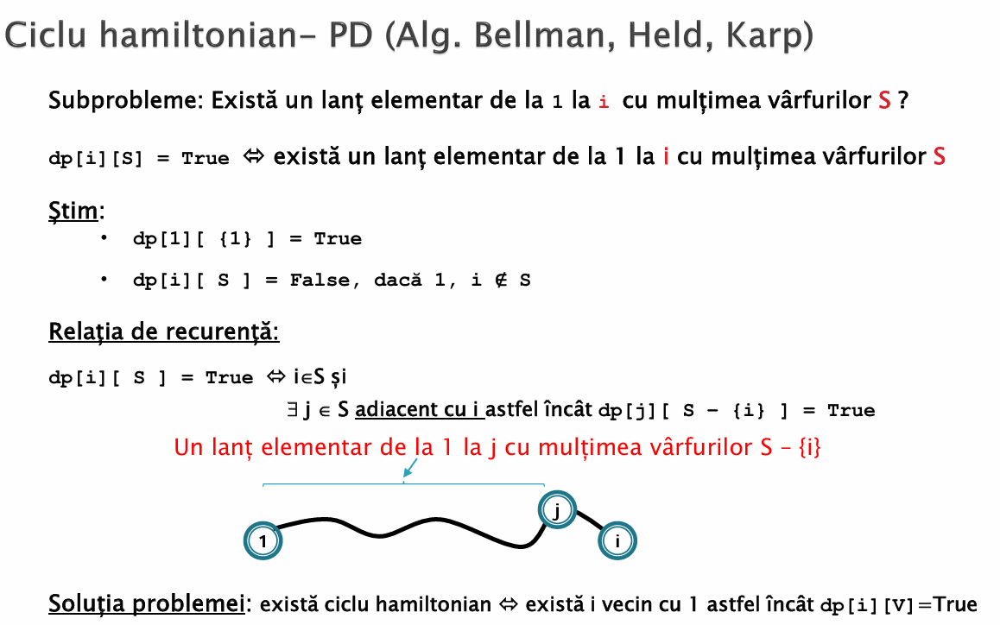 Ciclu hamiltonian- PD (Alg. Bellman, Held, Karp)
Subprobleme: Există un lanț elementar de la 1 la i cu mulțimea vârfurilor S ?
dp[i][S] = True ⇔ există un lanț elementar de la 1 la i cu mulțimea vârfurilor S
Ştim:
• dp[1][ {1} ] = True
• dp[i][ S ] = False, dacă 1, i ∉ S
Relația de recurență:
dp[i][ S ] = True ⇔ i∈S și
∃ j ∈ S adiacent cu i astfel încât dp[j][ S – {i} ] = True
Un lanț elementar de la 1 la j cu mulțimea vârfurilor S – {i}
j
1
i
Soluția problemei: există ciclu hamiltonian ⇔ există i vecin cu 1 astfel încât dp[i][V]=True